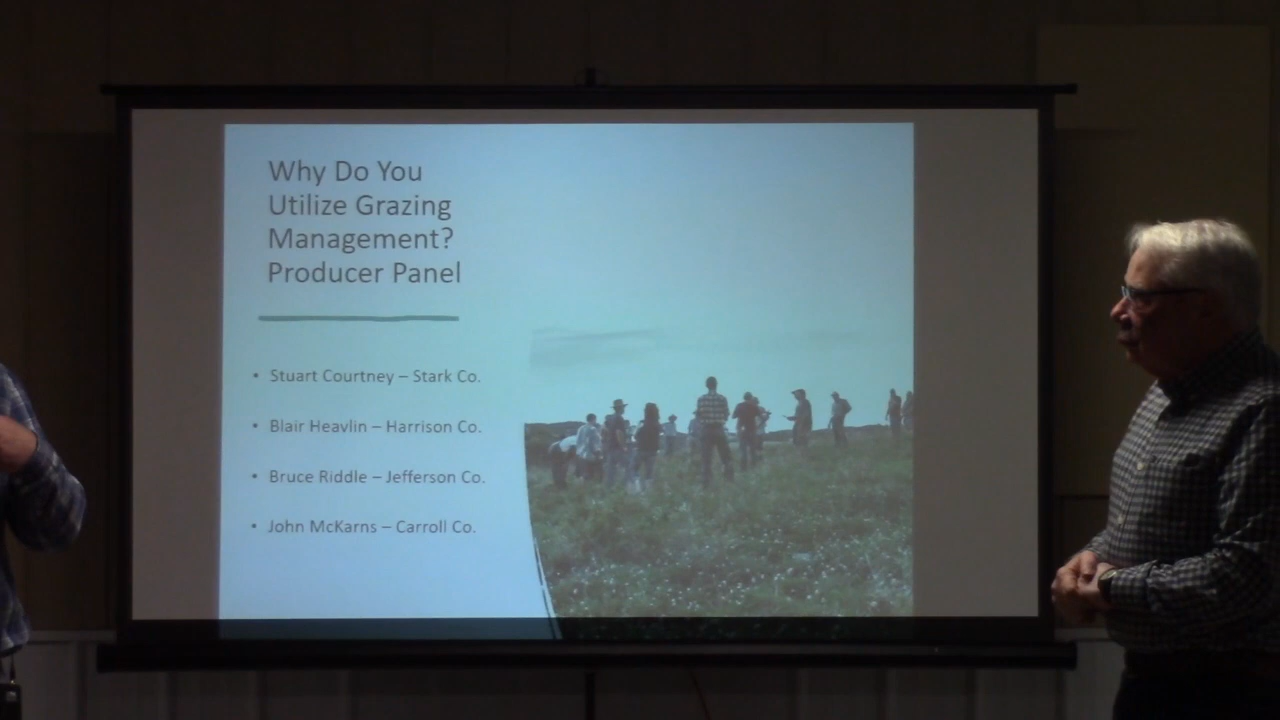 Why Do You
Utilize Grazing
Management?
Producer Panel
• Stuart Courtney – Stark Co.
• Blair Heavlin – Harrison Co.
• Bruce Riddle – Jefferson Co.
• John McKarns – Carroll Co.